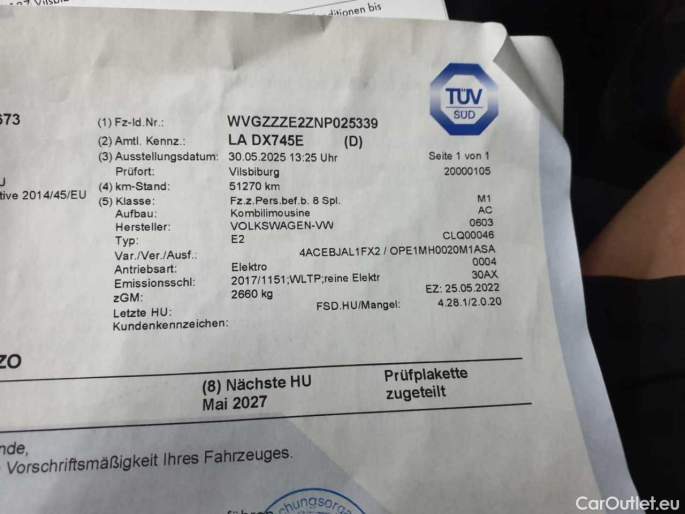 ditionen bis
673
TÜV
SÜD
(1) Fz-Id.Nr.: WVGZZZE2ZNP025339
(2) Amtl. Kennz.: LA DX745E (D)
(3) Ausstellungsdatum: 30.05.2025 13:25 Uhr Seite 1 von 1
Prüfort: Vilsbiburg 20000105
(4) km-Stand: 51270 km
ive 2014/45/EU
(5) Klasse: Fz.z.Pers.bef.b. 8 Spl. M1
Aufbau: Kombilimousine AC
Hersteller: VOLKSWAGEN-VW 0603
Typ: E2 CLQ00046
Var./Ver./Ausf.: 4ACEBJAL1FX2 / OPE1MH0020M1ASA
Antriebsart: Elektro 0004
Emissionsschl: 2017/1151;WLTP;reine Elektr 30AX
zGM: 2660 kg EZ: 25.05.2022
Letzte HU: FSD.HU/Mangel: 4.28.1/2.0.20
Kundenkennzeichen:
ZO
(8) Nächste HU Prüfplakette
Mai 2027 zugeteilt
nde,
Vorschriftsmäßigkeit Ihres Fahrzeuges.
chungsorga
CarOutlet.eu